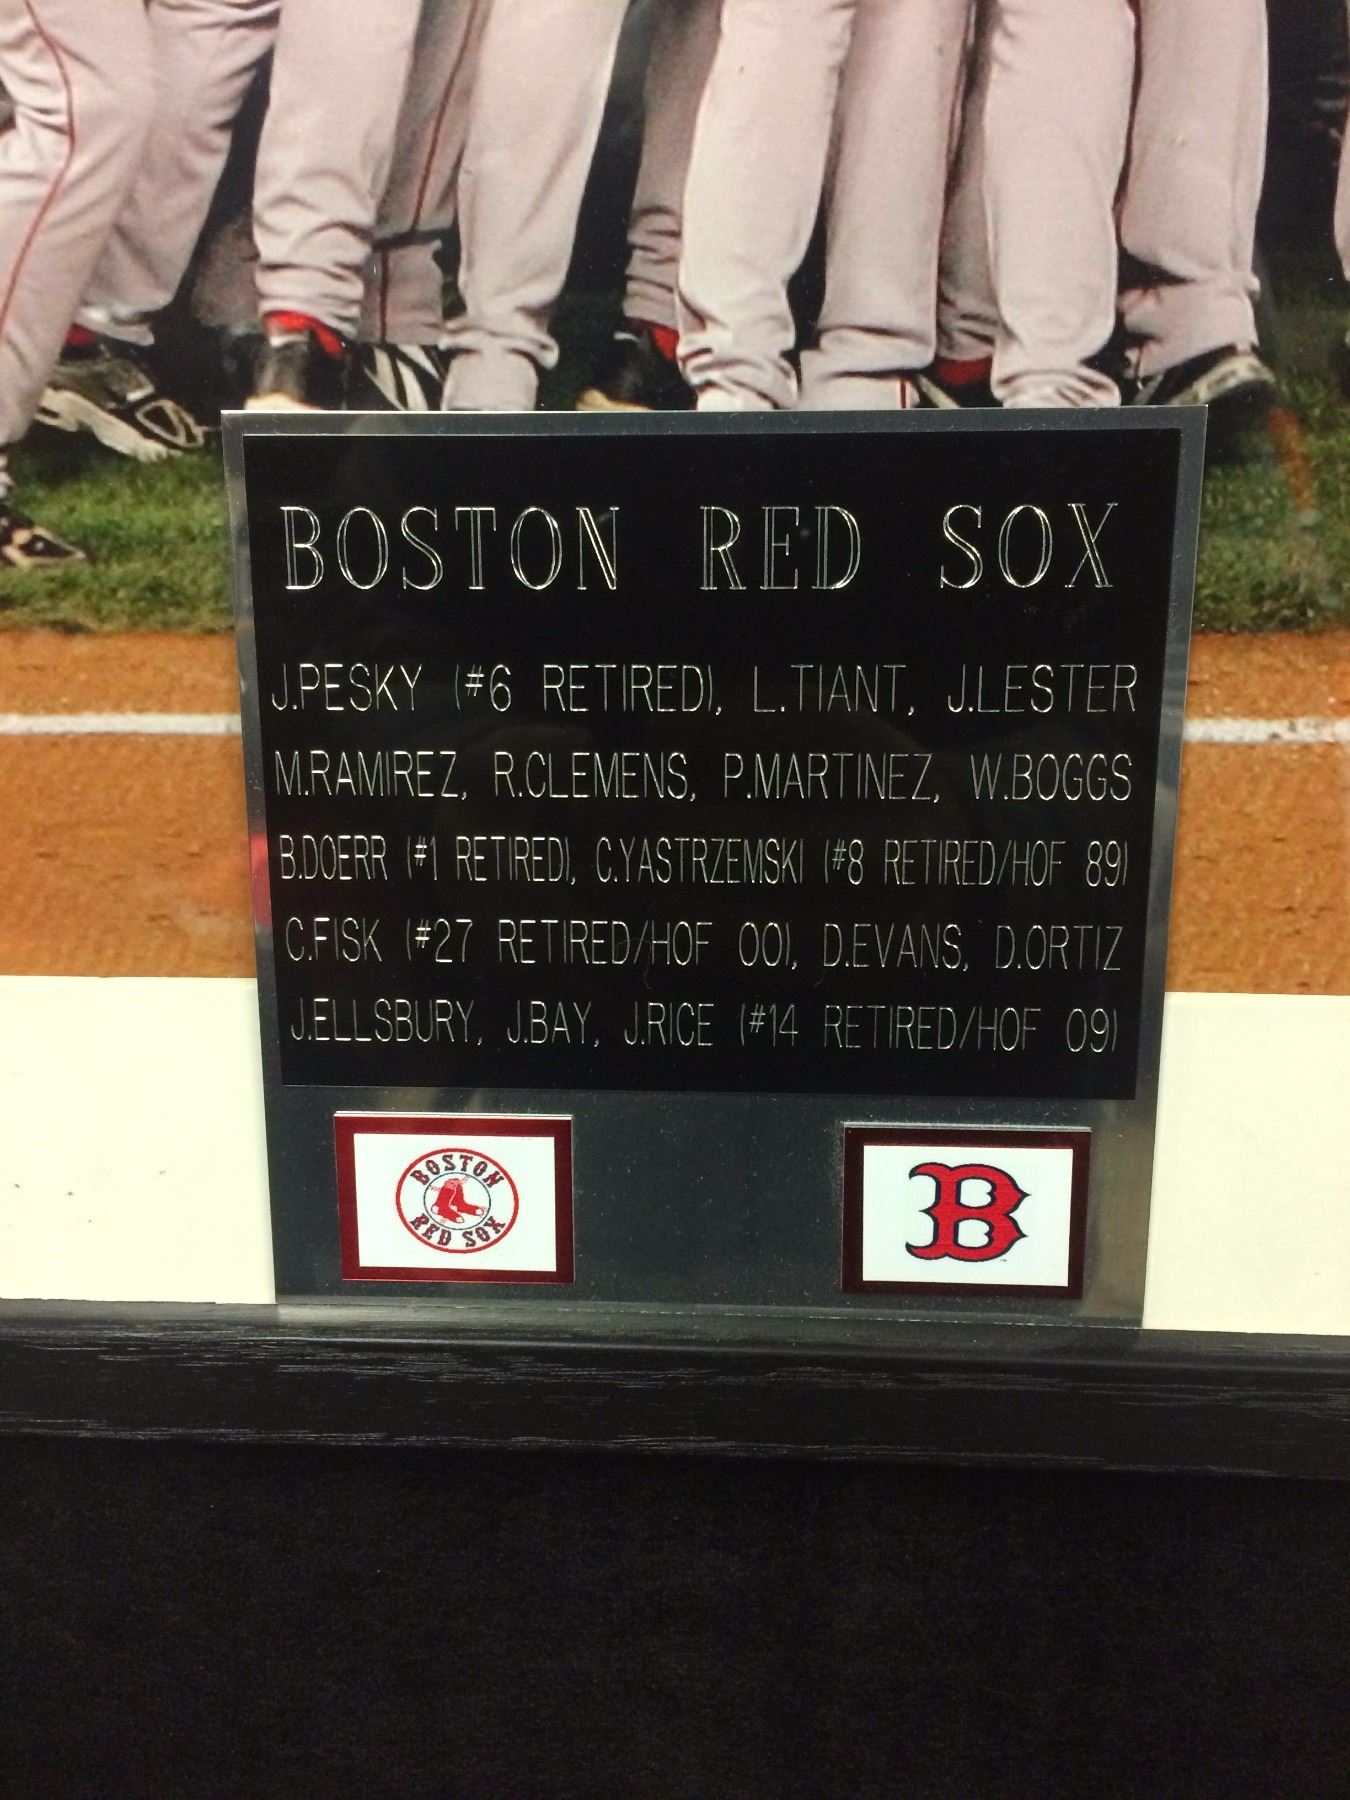 BOSTON RED SOX
J.PESKY (#6 RETIRED), L.TIANT, J.LESTER
M.RAMIREZ, R.CLEMENS, P.MARTINEZ, W.BOGGS
B.DOERR (#1 RETIRED), C.YASTRZEMSKI (#8 RETIRED/HOF 89)
C.FISK (#27 RETIRED/HOF 00), D.EVANS, D.ORTIZ
J.ELLSBURY, J.BAY, J.RICE (#14 RETIRED/HOF 09)
BOSTON
RED SOX
B